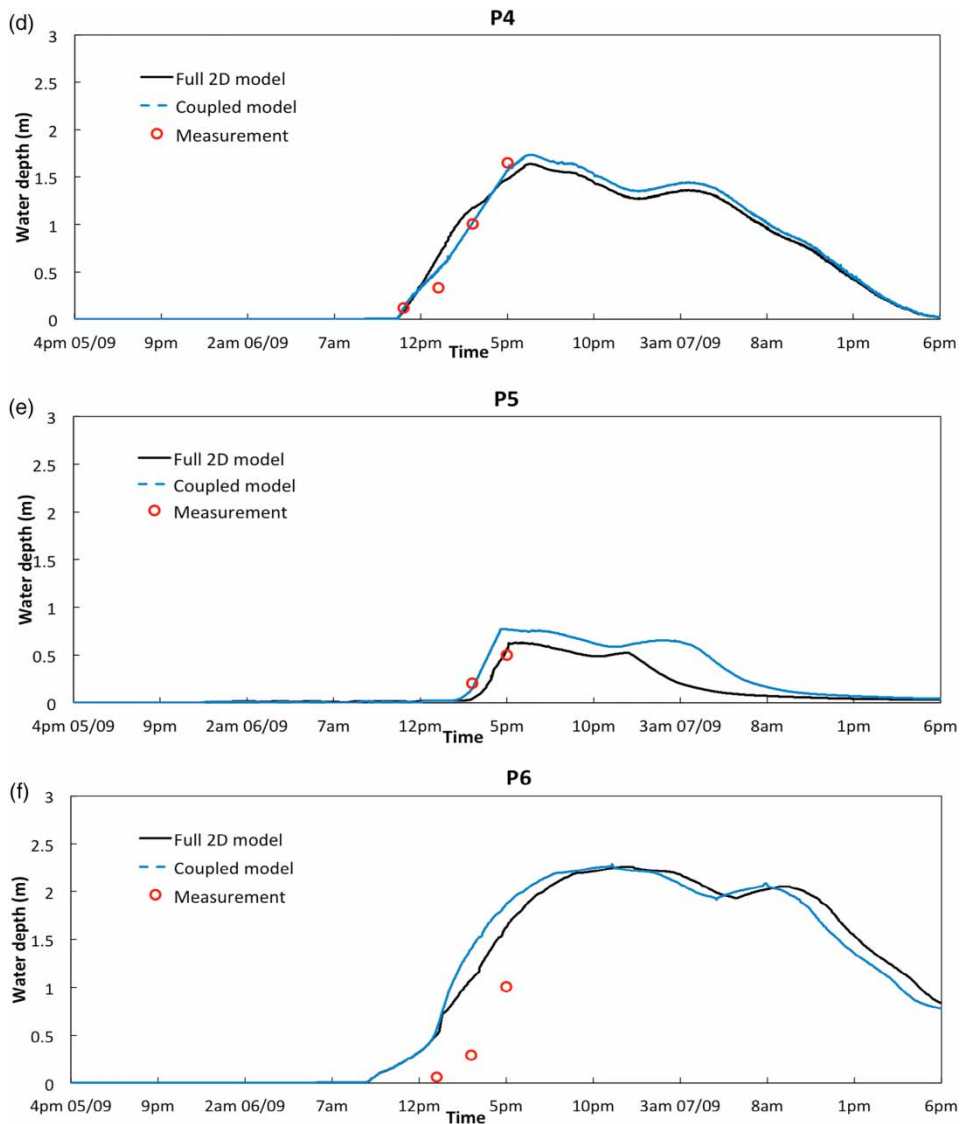 (d)
P4
3
2.5
2
1.5
1
0.5
0
Water depth (m)
Full 2D model
Coupled model
Measurement
4pm 05/09 9pm 2am 06/09 7am 12pm 5pm 10pm 3am 07/09 8am 1pm 6pm
Time
(e)
P5
3
2.5
2
1.5
1
0.5
0
Water depth (m)
Full 2D model
Coupled model
Measurement
4pm 05/09 9pm 2am 06/09 7am 12pm 5pm 10pm 3am 07/09 8am 1pm 6pm
Time
(f)
P6
3
2.5
2
1.5
1
0.5
0
Water depth (m)
Full 2D model
Coupled model
Measurement
4pm 05/09 9pm 2am 06/09 7am 12pm 5pm 10pm 3am 07/09 8am 1pm 6pm
Time